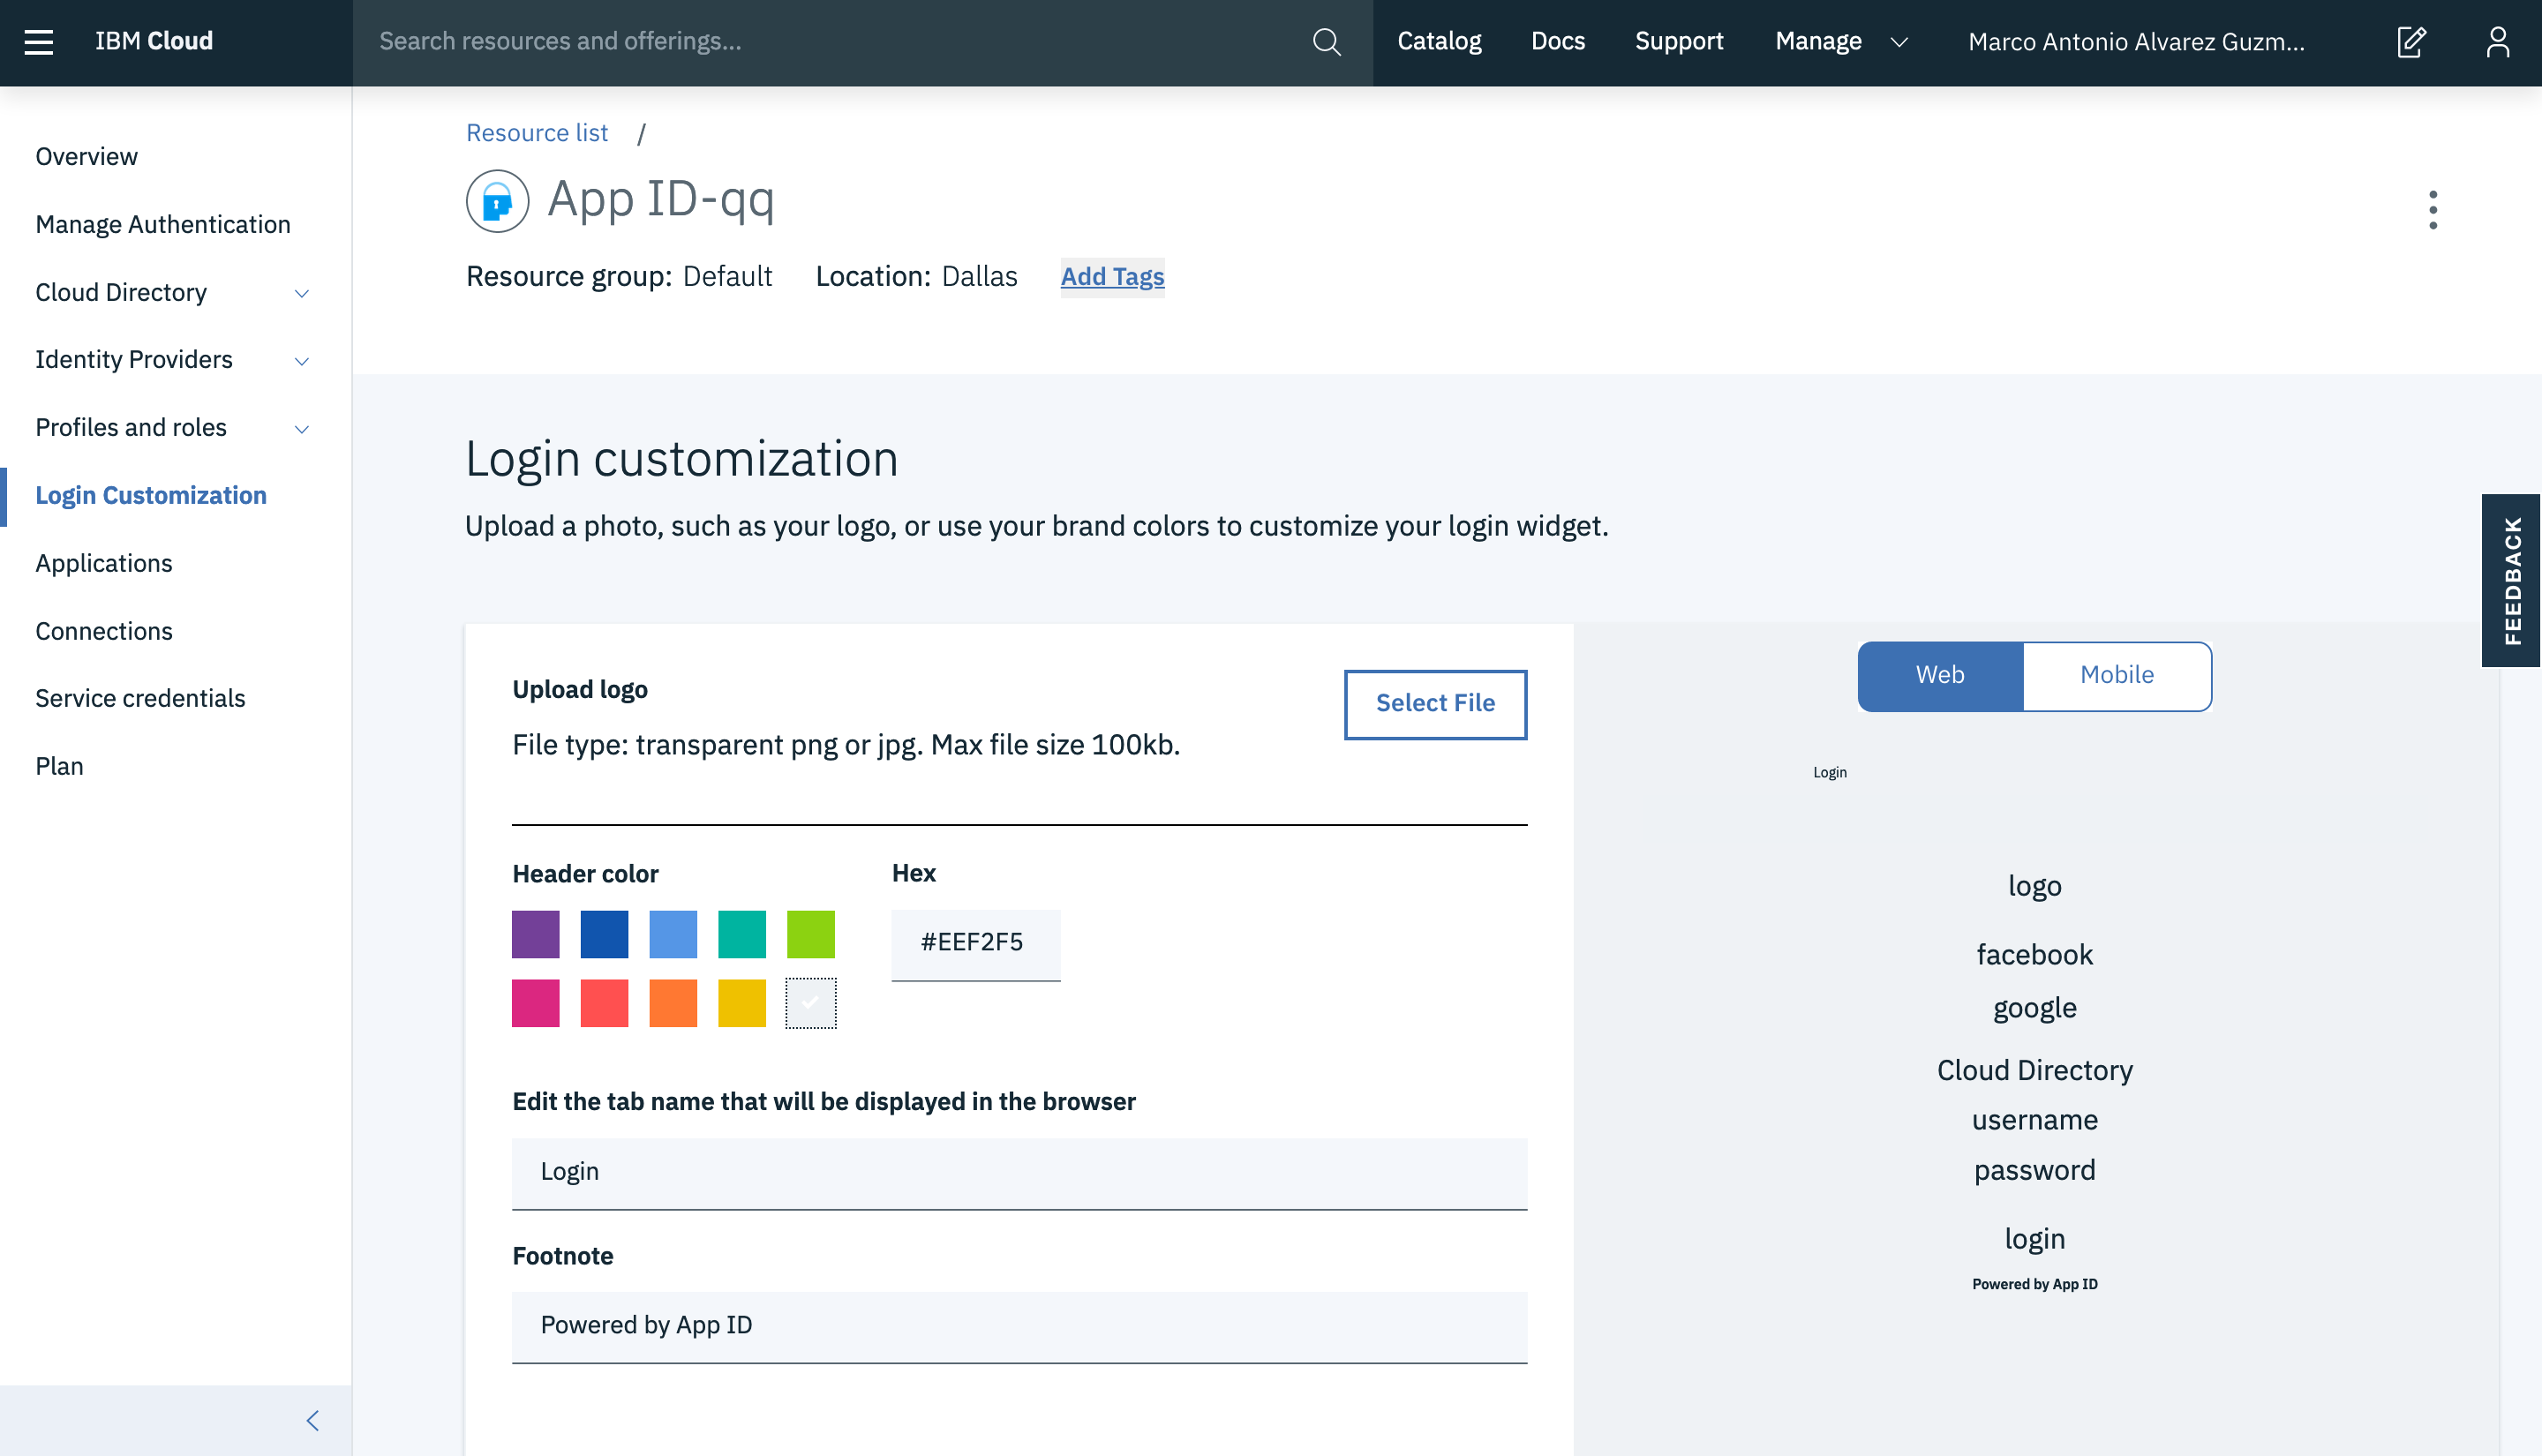 IBM Cloud
Search resources and offerings...
Catalog
Docs
Support
Manage
Marco Antonio Alvarez Guzm...
Overview
Manage Authentication
Cloud Directory
Identity Providers
Profiles and roles
Login Customization
Applications
Connections
Service credentials
Plan
Resource list /
App ID-qq
Resource group: Default Location: Dallas Add Tags
Login customization
Upload a photo, such as your logo, or use your brand colors to customize your login widget.
FEEDBACK
Upload logo
Select File
File type: transparent png or jpg. Max file size 100kb.
Header color
Hex
#EEF2F5
Edit the tab name that will be displayed in the browser
Login
Footnote
Powered by App ID
Web
Mobile
Login
logo
facebook
google
Cloud Directory
username
password
login
Powered by App ID